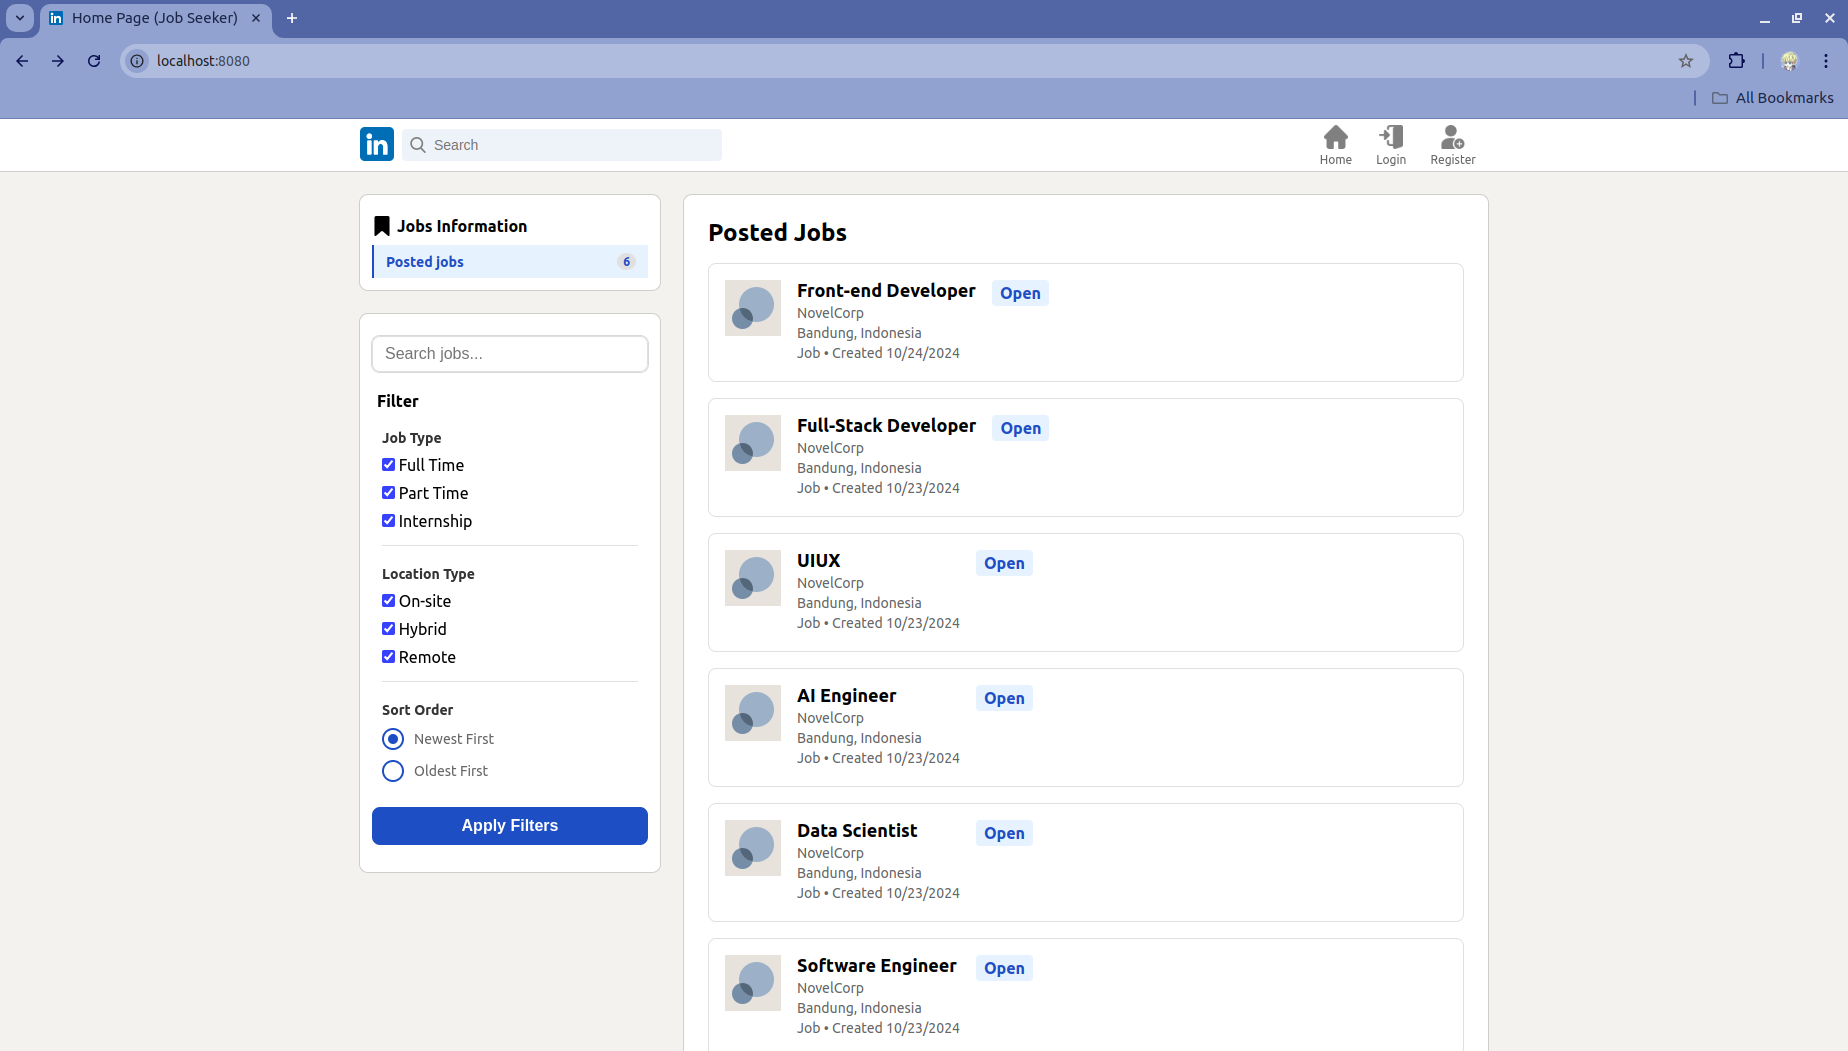 Home Page (Job Seeker)
localhost:8080
All Bookmarks
in
Search
Home
Login
Register
Jobs Information
Posted jobs 6
Search jobs...
Filter
Job Type
Full Time
Part Time
Internship
Location Type
On-site
Hybrid
Remote
Sort Order
Newest First
Oldest First
Apply Filters
Posted Jobs
Front-end Developer Open
NovelCorp
Bandung, Indonesia
Job • Created 10/24/2024
Full-Stack Developer Open
NovelCorp
Bandung, Indonesia
Job • Created 10/23/2024
UIUX Open
NovelCorp
Bandung, Indonesia
Job • Created 10/23/2024
AI Engineer Open
NovelCorp
Bandung, Indonesia
Job • Created 10/23/2024
Data Scientist Open
NovelCorp
Bandung, Indonesia
Job • Created 10/23/2024
Software Engineer Open
NovelCorp
Bandung, Indonesia
Job • Created 10/23/2024